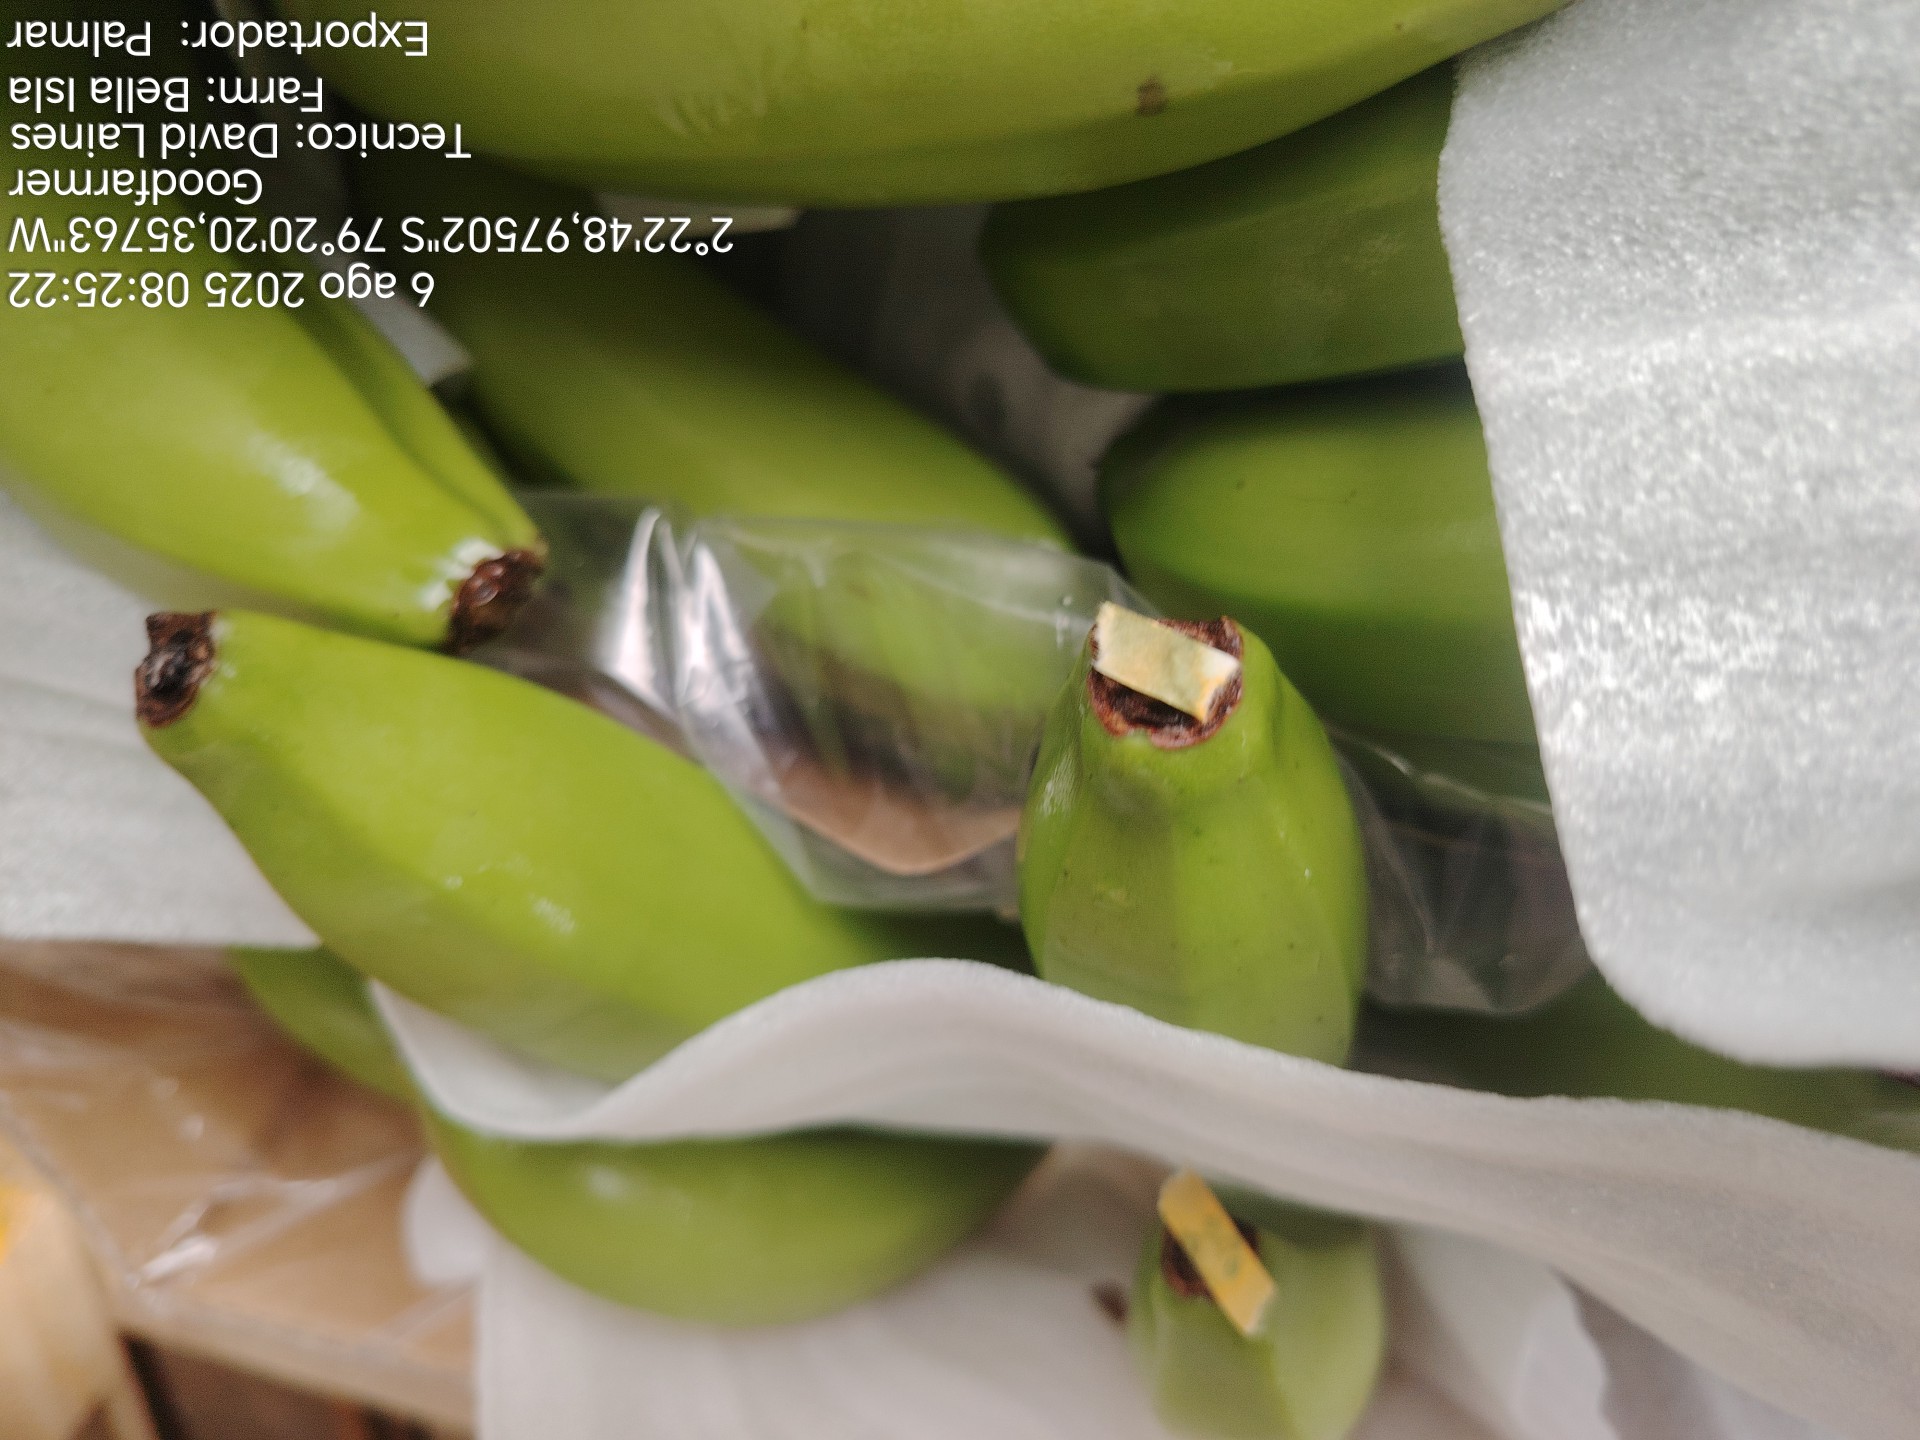 6 ago 2025 08:25:22
2°22'48,97502"S 79°20'20,35763"W
Goodfarmer
Tecnico: David Laines
Farm: Bella Isla
Exportador: Palmar